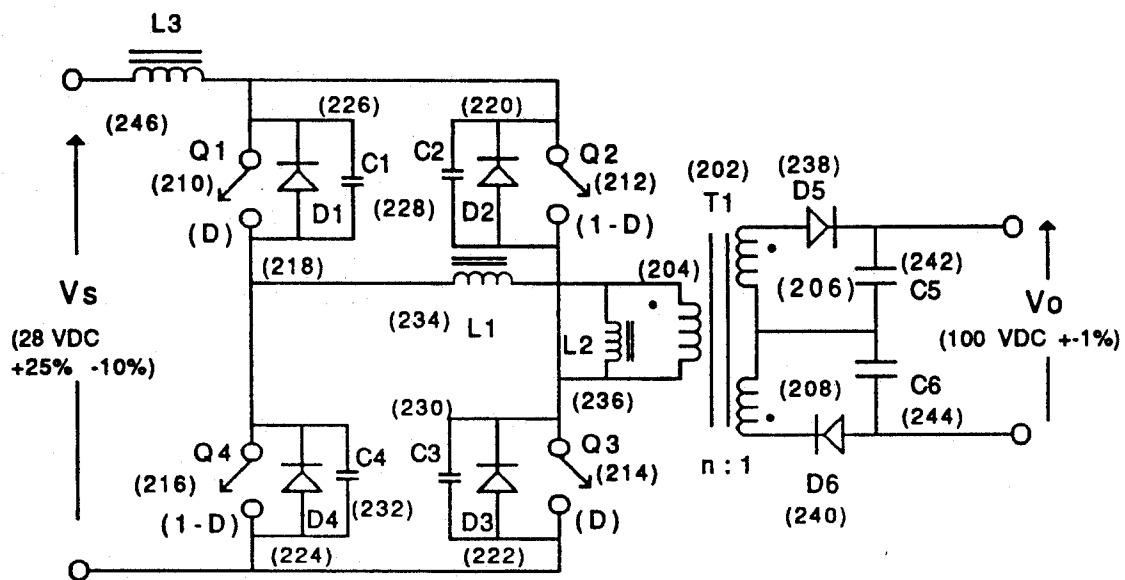 L3
(246)
(226)
(220)
Q1
C1
C2
Q2
(202)
(238)
(210)
(212)
T1
D5
D1
(228)
D2
(D)
(1-D)
(218)
(204)
(242)
(206)
C5
Vs
Vo
(234)
L1
L2
(28 VDC
+25% -10%)
(100 VDC +-1%)
(230)
(236)
(208)
C6
(244)
Q4
C4
C3
Q3
(216)
(214)
n:1
D4
(232)
D3
D6
(1-D)
(D)
(240)
(224)
(222)